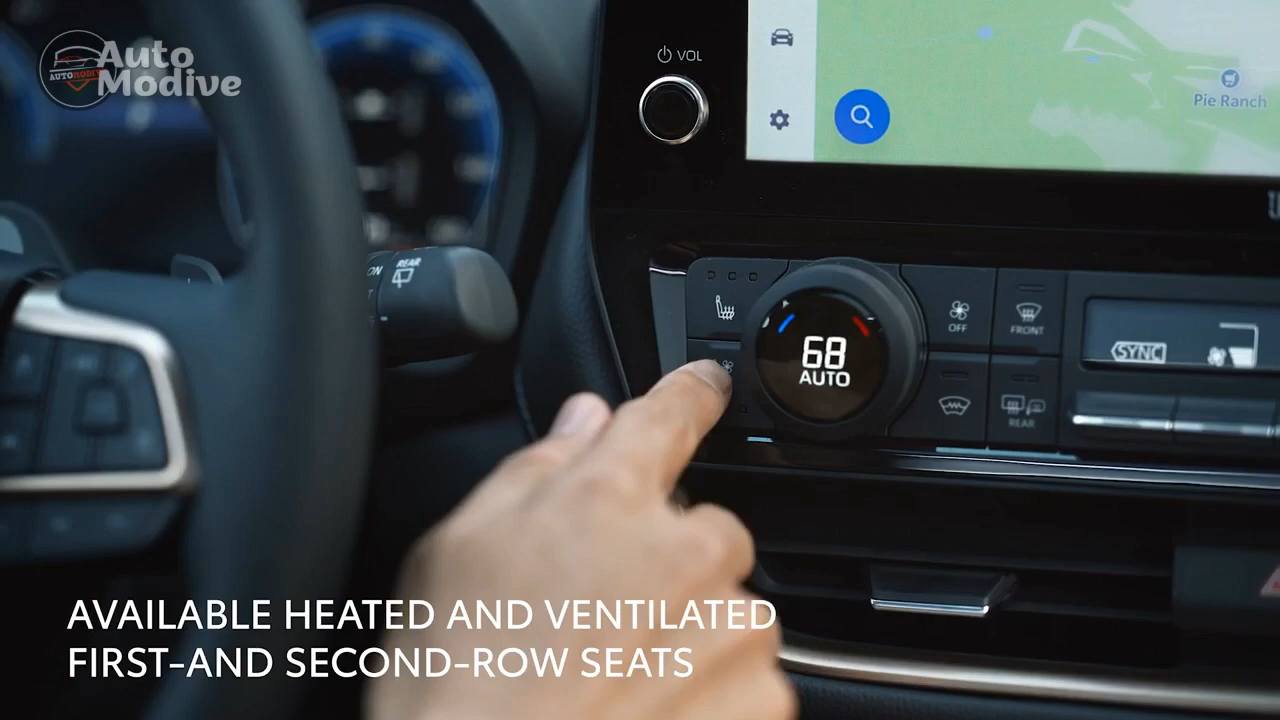 Auto
Modive
VOL
Pie Ranch
REAR
ON
68
AUTO
OFF
FRONT
REAR
SYNC
AVAILABLE HEATED AND VENTILATED
FIRST-AND SECOND-ROW SEATS